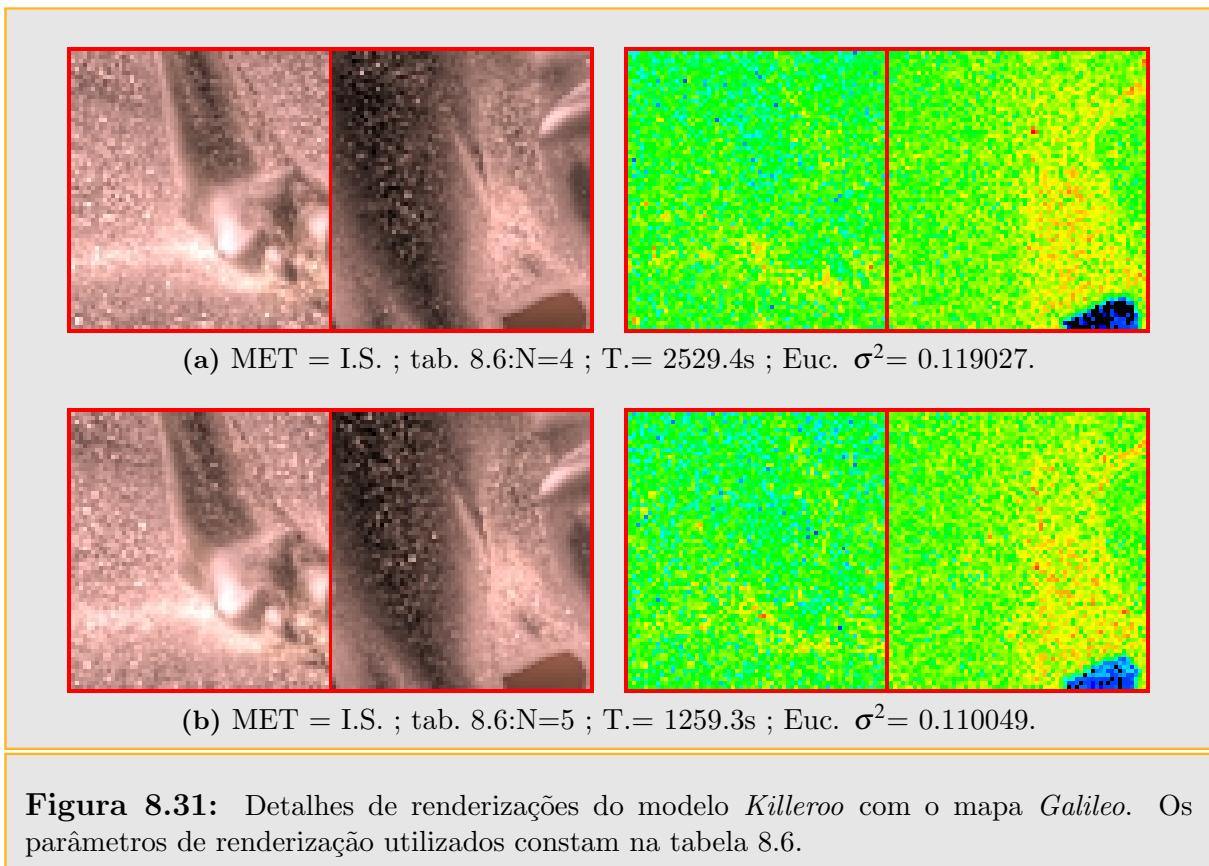 (a) MET = I.S. ; tab. 8.6:N=4 ; T.= 2529.4s ; Euc. σ²= 0.119027.
(b) MET = I.S. ; tab. 8.6:N=5 ; T.= 1259.3s ; Euc. σ²= 0.110049.
Figura 8.31: Detalhes de renderizações do modelo Killeroo com o mapa Galileo. Os
parâmetros de renderização utilizados constam na tabela 8.6.